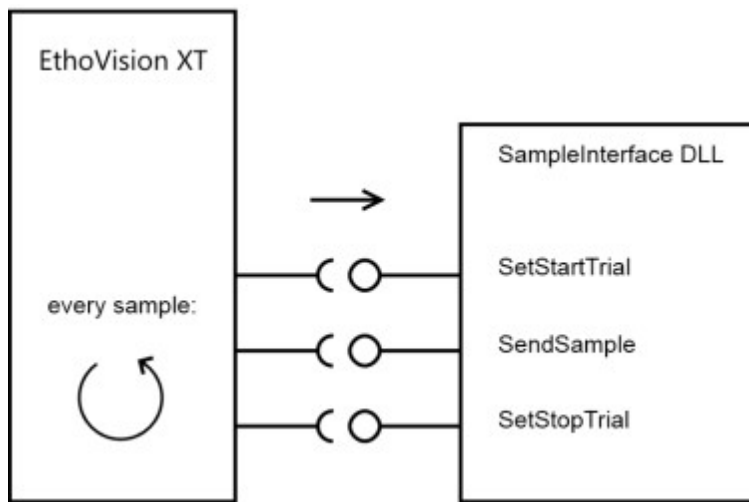 EthoVision XT
SampleInterface DLL
SetStartTrial
every sample:
SendSample
SetStopTrial